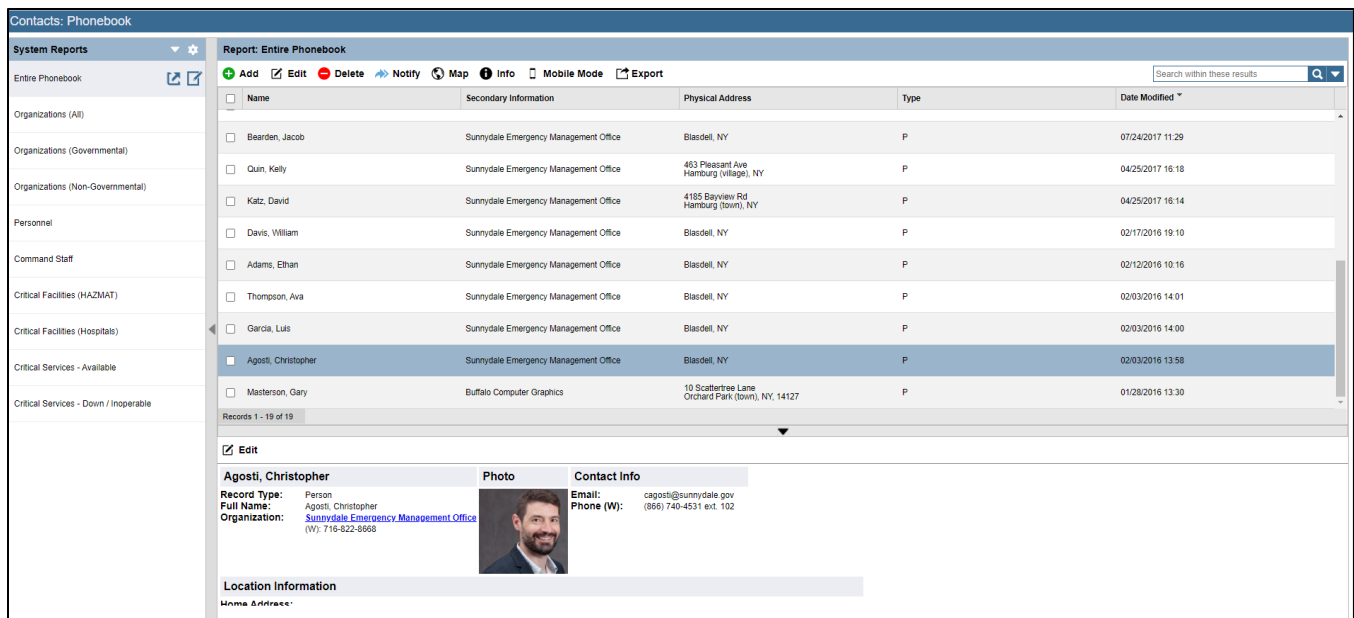 Contacts: Phonebook
System Reports
Entire Phonebook
Organizations (All)
Organizations (Governmental)
Organizations (Non-Governmental)
Personnel
Command Staff
Critical Facilities (HAZMAT)
Critical Facilities (Hospitals)
Critical Services - Available
Critical Services - Down / Inoperable
Report: Entire Phonebook
Add Edit Delete Notify Map Info Mobile Mode Export Search within these results
Name Secondary Information Physical Address Type Date Modified
Bearden, Jacob Sunnydale Emergency Management Office Blasdell, NY P 07/24/2017 11:29
Quin, Kelly Sunnydale Emergency Management Office 463 Pleasant Ave P 04/25/2017 16:18
Hamburg (village), NY
Katz, David Sunnydale Emergency Management Office 4185 Bayview Rd P 04/25/2017 16:14
Hamburg (town), NY
Davis, William Sunnydale Emergency Management Office Blasdell, NY P 02/17/2016 19:10
Adams, Ethan Sunnydale Emergency Management Office Blasdell, NY P 02/12/2016 10:16
Thompson, Ava Sunnydale Emergency Management Office Blasdell, NY P 02/03/2016 14:01
Garcia, Luis Sunnydale Emergency Management Office Blasdell, NY P 02/03/2016 14:00
Agosti, Christopher Sunnydale Emergency Management Office Blasdell, NY P 02/03/2016 13:58
Masterson, Gary Buffalo Computer Graphics 10 Scattertree Lane P 01/28/2016 13:30
Orchard Park (town), NY, 14127
Records 1 - 19 of 19
Edit
Agosti, Christopher Photo Contact Info
Record Type: Person Email: cagosti@sunnydale.gov
Full Name: Agosti, Christopher Phone (W): (866) 740-4531 ext. 102
Organization: Sunnydale Emergency Management Office
(W): 716-822-8668
Location Information
Home Address: